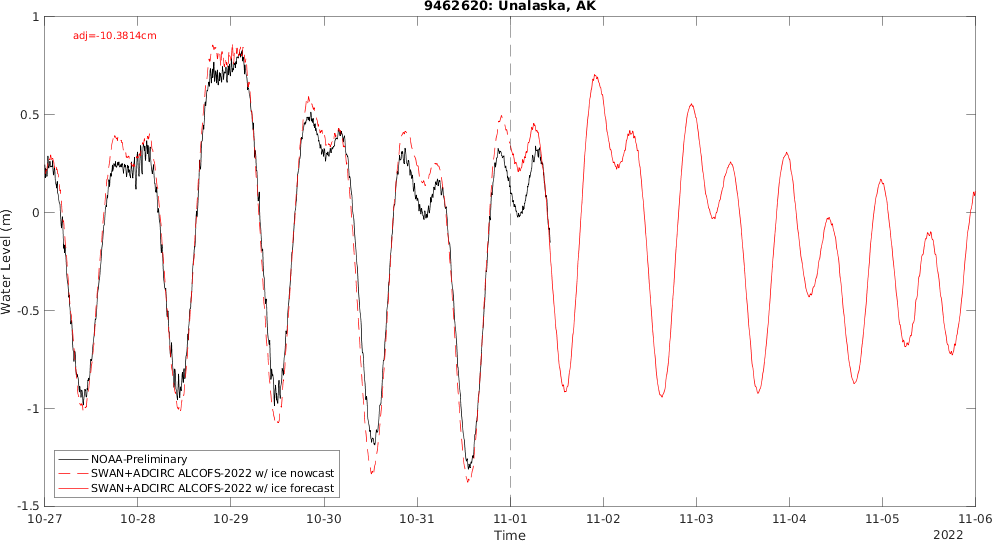 9462620: Unalaska, AK
adj=-10.3814cm
1
0.5
0
-0.5
-1
-1.5
Water Level (m)
NOAA-Preliminary
SWAN+ADCIRC ALCOFS-2022 w/ ice nowcast
SWAN+ADCIRC ALCOFS-2022 w/ ice forecast
10-27 10-28 10-29 10-30 10-31 11-01 11-02 11-03 11-04 11-05 11-06
Time
2022